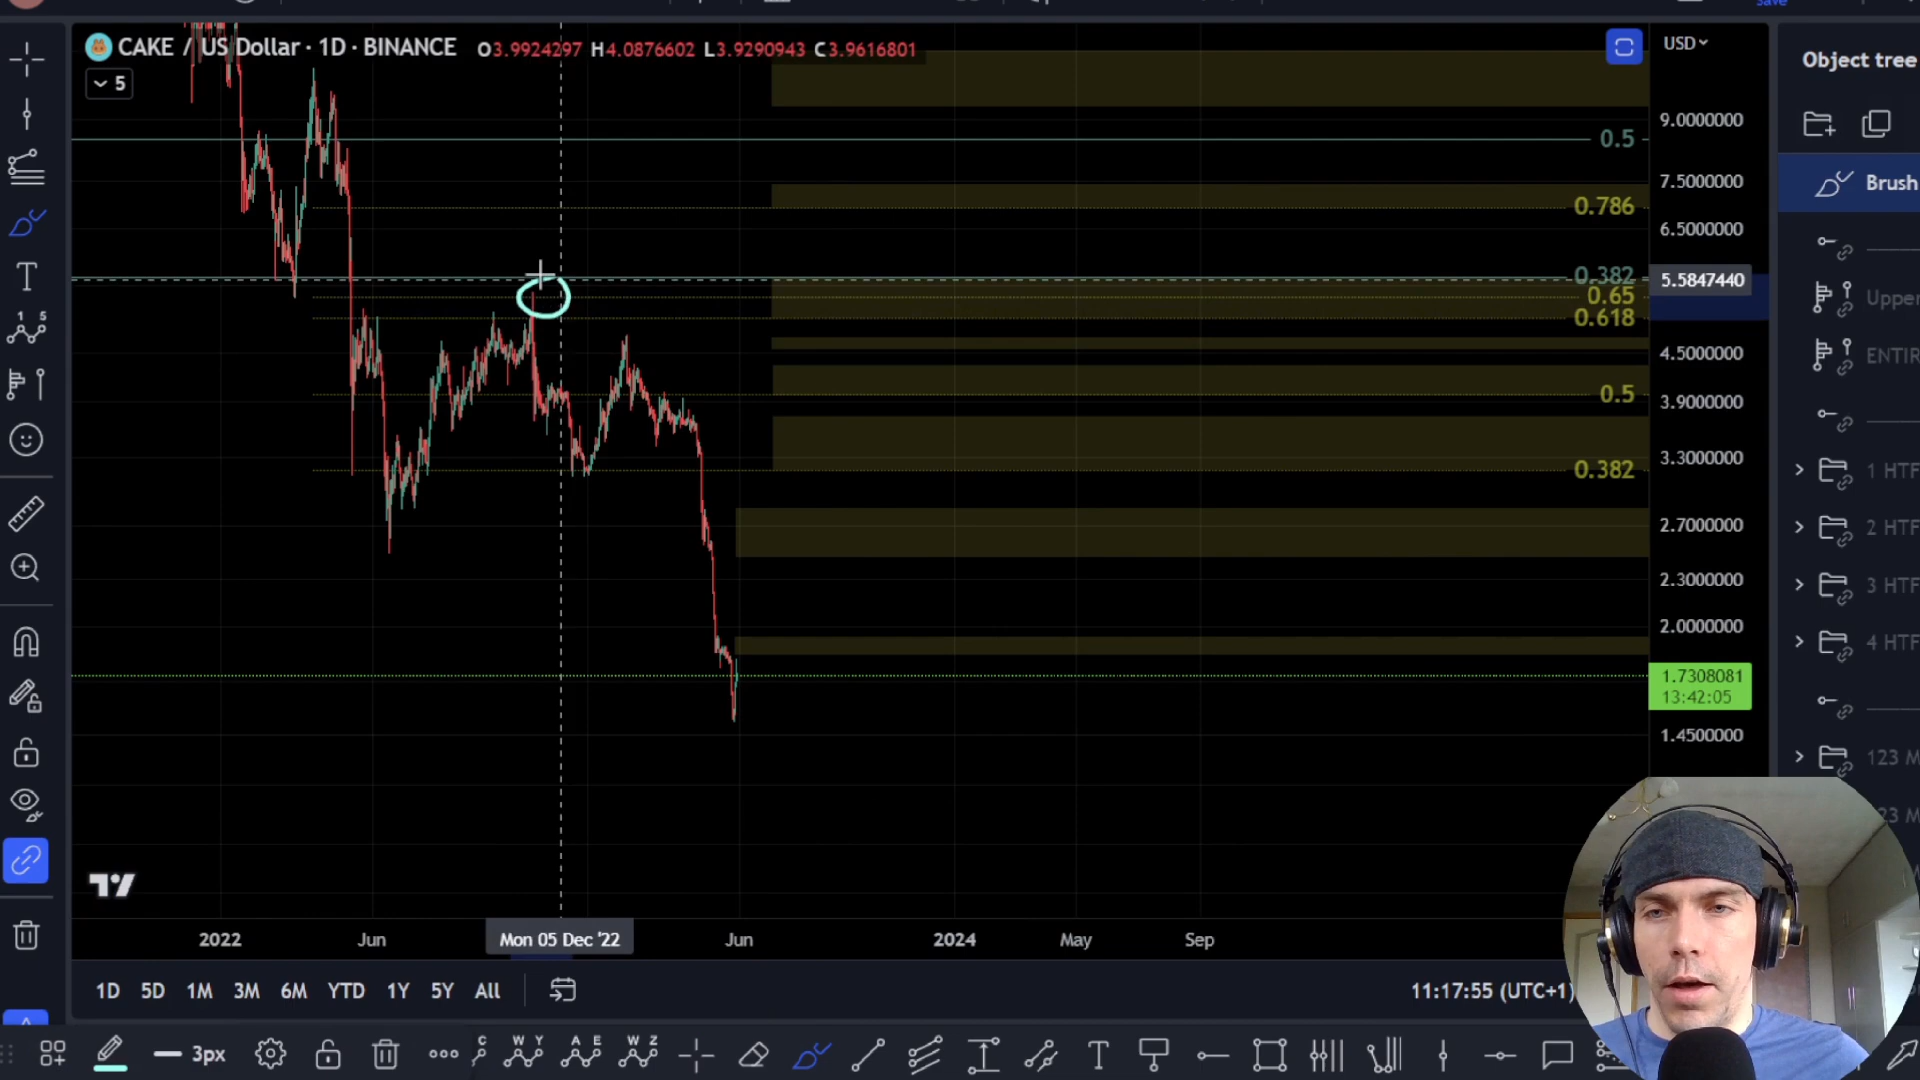 Save
CAKE / US Dollar · 1D · BINANCE O3.9924297 H4.0876602 L3.9290943 C3.9616801
5
USD
Object tree
9.0000000
0.5
7.5000000
Brush
0.786
6.5000000
0.382
5.5847440
0.65
Upper
0.618
4.5000000
ENTIR
0.5
3.9000000
3.3000000
0.382
1 HTF
2.7000000
2 HTF
2.3000000
3 HTF
2.0000000
4 HTF
1.7308081
13:42:05
1.4500000
123 M
23 M
2022 Jun Mon 05 Dec '22 Jun 2024 May Sep
1D 5D 1M 3M 6M YTD 1Y 5Y All
11:17:55 (UTC+1)
3px